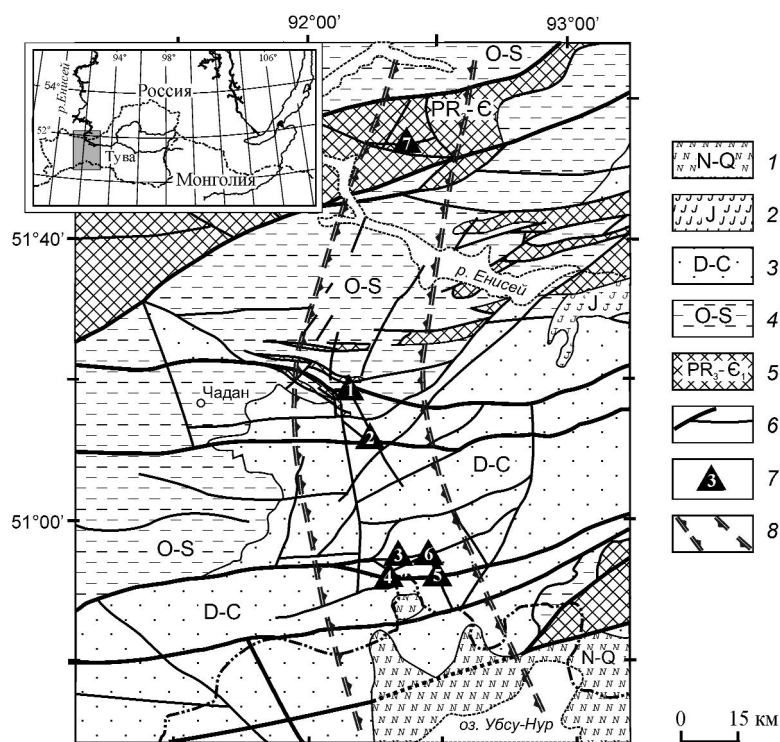 92°00' 93°00'
94° 98° 106°
54°
Россия
р.Енисей
52°
Тува
Монголия
O-S
PR-Є
7
51°40'
р. Енисей
O-S
J
Чадан
1
2
D-C
51°00'
O-S
3 6
4 5
N
D-C
N-Q
оз. Убсу-Нур
N-Q 1
J 2
D-C 3
O-S 4
PR₃-Є₁ 5
6
3 7
8
0 15 км